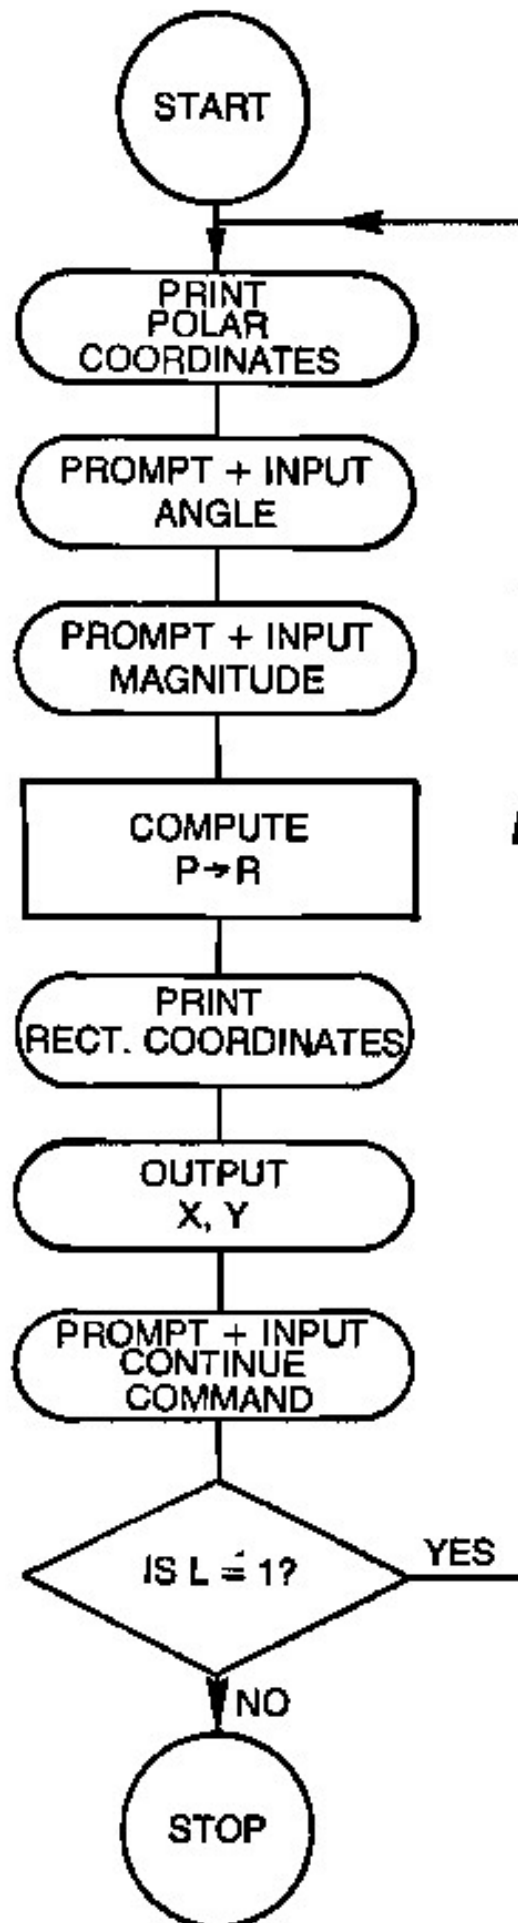 START
PRINT
POLAR
COORDINATES
PROMPT + INPUT
ANGLE
PROMPT + INPUT
MAGNITUDE
COMPUTE
P→R
PRINT
RECT. COORDINATES
OUTPUT
X, Y
PROMPT + INPUT
CONTINUE
COMMAND
IS L = 1?
YES
NO
STOP